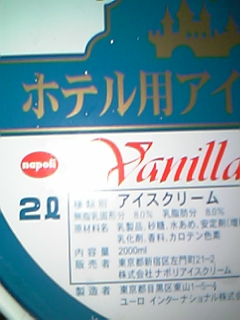 ホテル用アイ
napoli
Vanilla
2ℓ
種類別 アイスクリーム
無脂乳固形分 8.0% 乳脂肪分 8.0%
原材料名 乳製品、砂糖、水あめ、安定剤(増
乳化剤、香料、カロテン色素
内容量 2000ml
販売者 東京都新宿区左門町21-2
株式会社ナポリアイスクリーム
製造者 東京都目黒区東山1-5-4
ユーロ インターナショナル株式